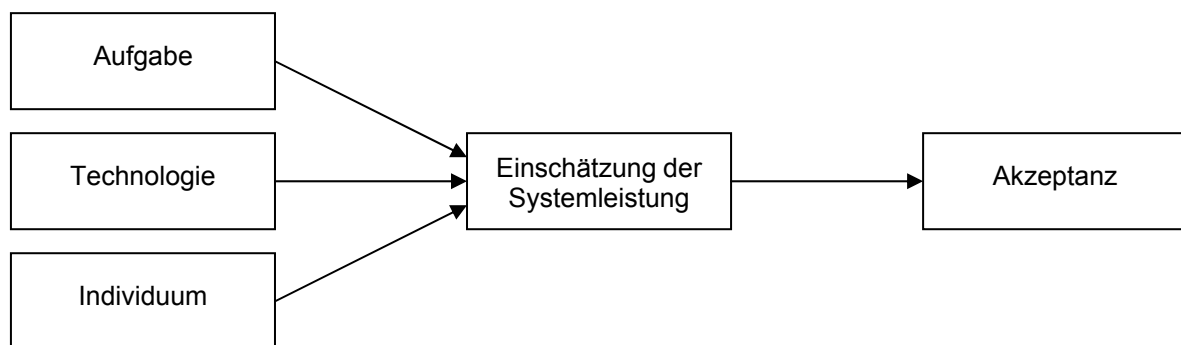 Aufgabe
Technologie
Individuum
Einschätzung der
Systemleistung
Akzeptanz